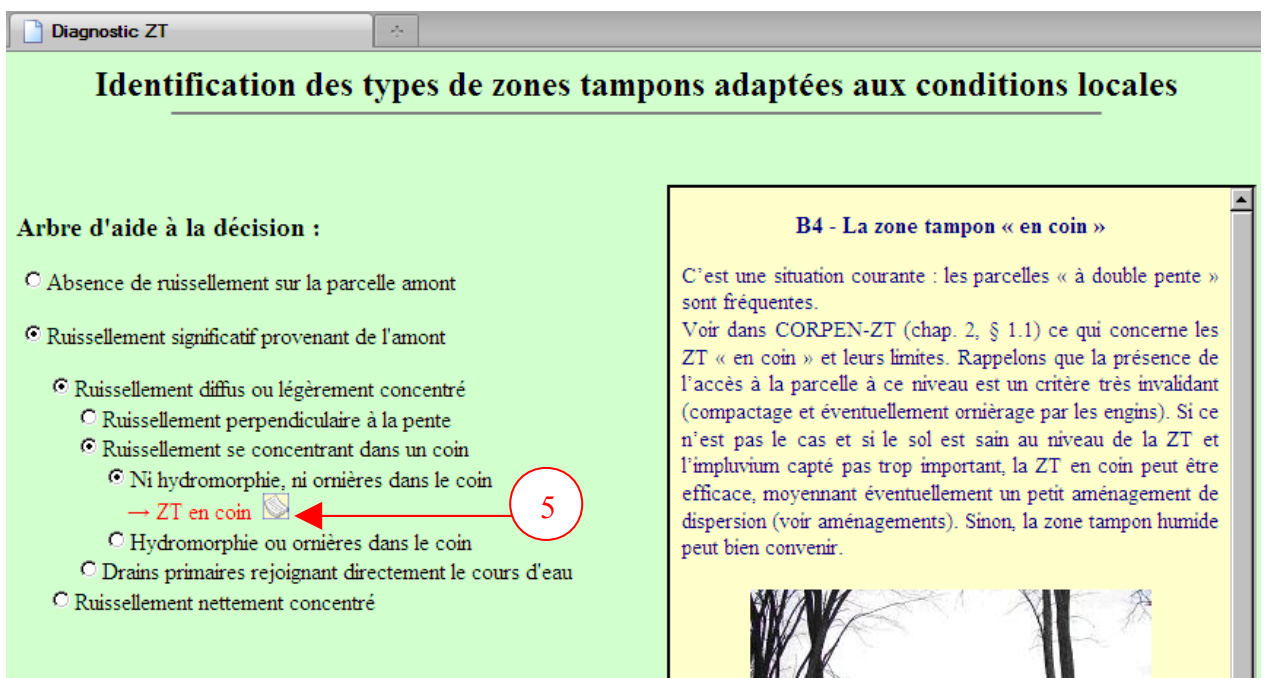 Diagnostic ZT
Identification des types de zones tampons adaptées aux conditions locales
Arbre d'aide à la décision :
Absence de ruissellement sur la parcelle amont
Ruissellement significatif provenant de l'amont
Ruissellement diffus ou légèrement concentré
Ruissellement perpendiculaire à la pente
Ruissellement se concentrant dans un coin
Ni hydromorphie, ni ornières dans le coin
→ ZT en coin
5
Hydromorphie ou ornières dans le coin
Drains primaires rejoignant directement le cours d'eau
Ruissellement nettement concentré
B4 - La zone tampon « en coin »
C'est une situation courante : les parcelles « à double pente »
sont fréquentes.
Voir dans CORPEN-ZT (chap. 2, § 1.1) ce qui concerne les
ZT « en coin » et leurs limites. Rappelons que la présence de
l'accès à la parcelle à ce niveau est un critère très invalidant
(compactage et éventuellement ornièrage par les engins). Si ce
n'est pas le cas et si le sol est sain au niveau de la ZT et
l'impluvium capté pas trop important, la ZT en coin peut être
efficace, moyennant éventuellement un petit aménagement de
dispersion (voir aménagements). Sinon, la zone tampon humide
peut bien convenir.